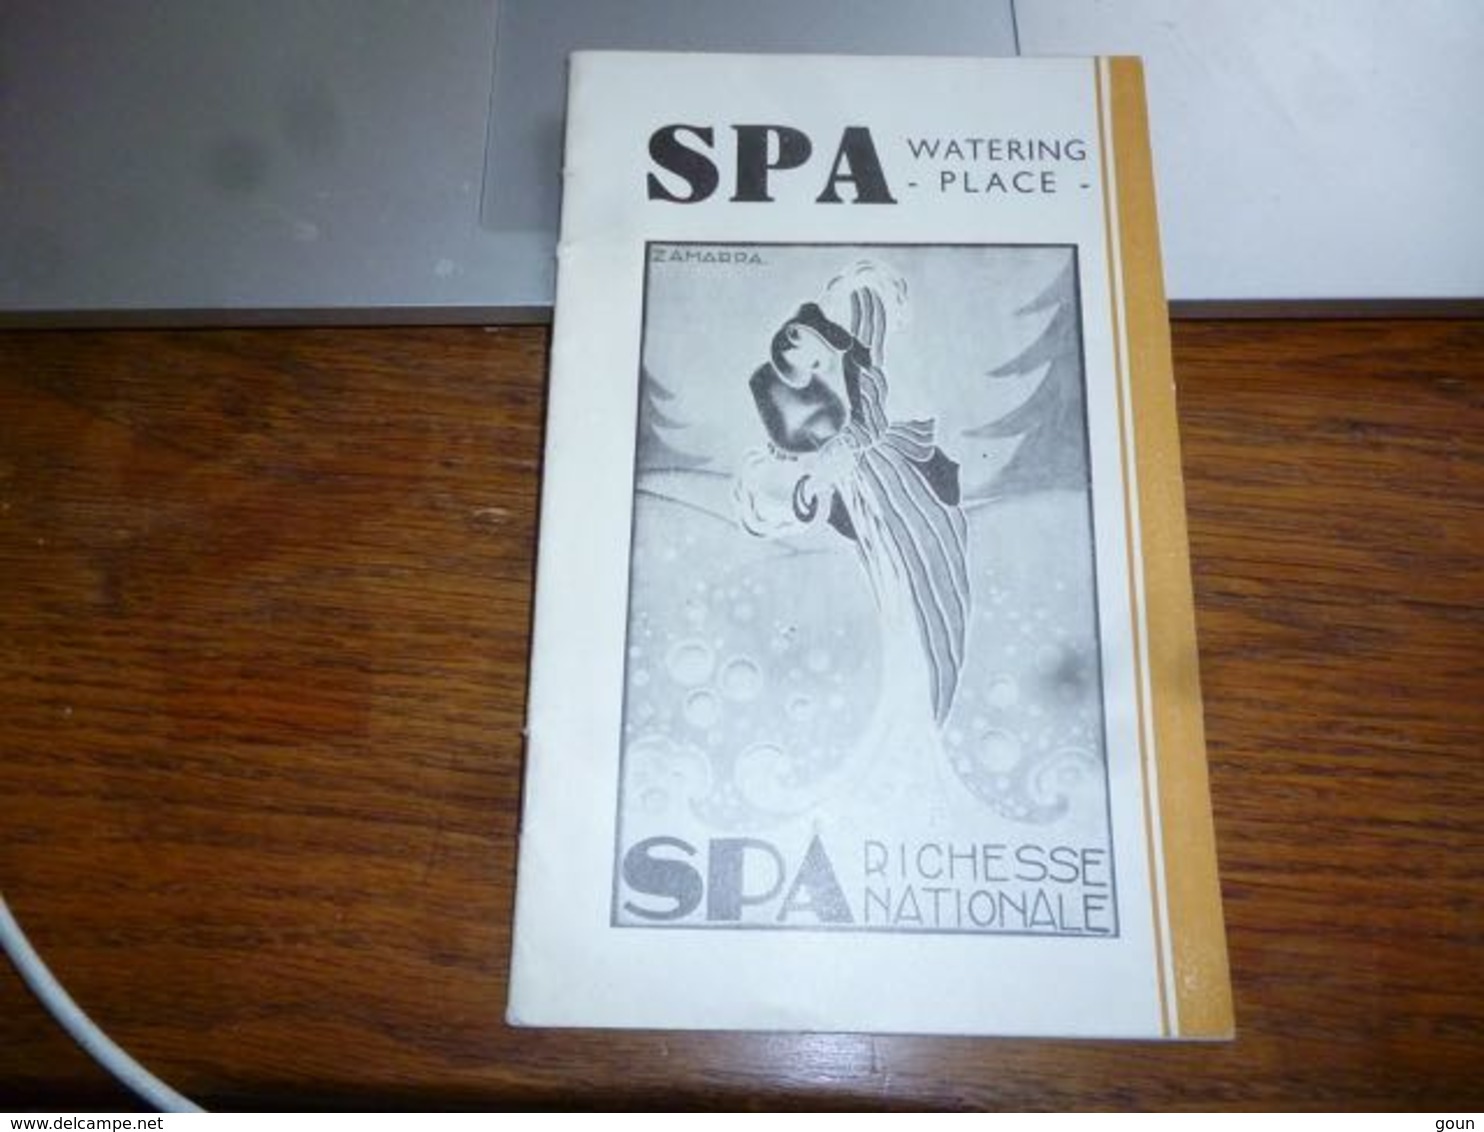 SPA WATERING
- PLACE -
ZAMARRA.
SPA RICHESSE
NATIONALE
www.delcampe.net
goun